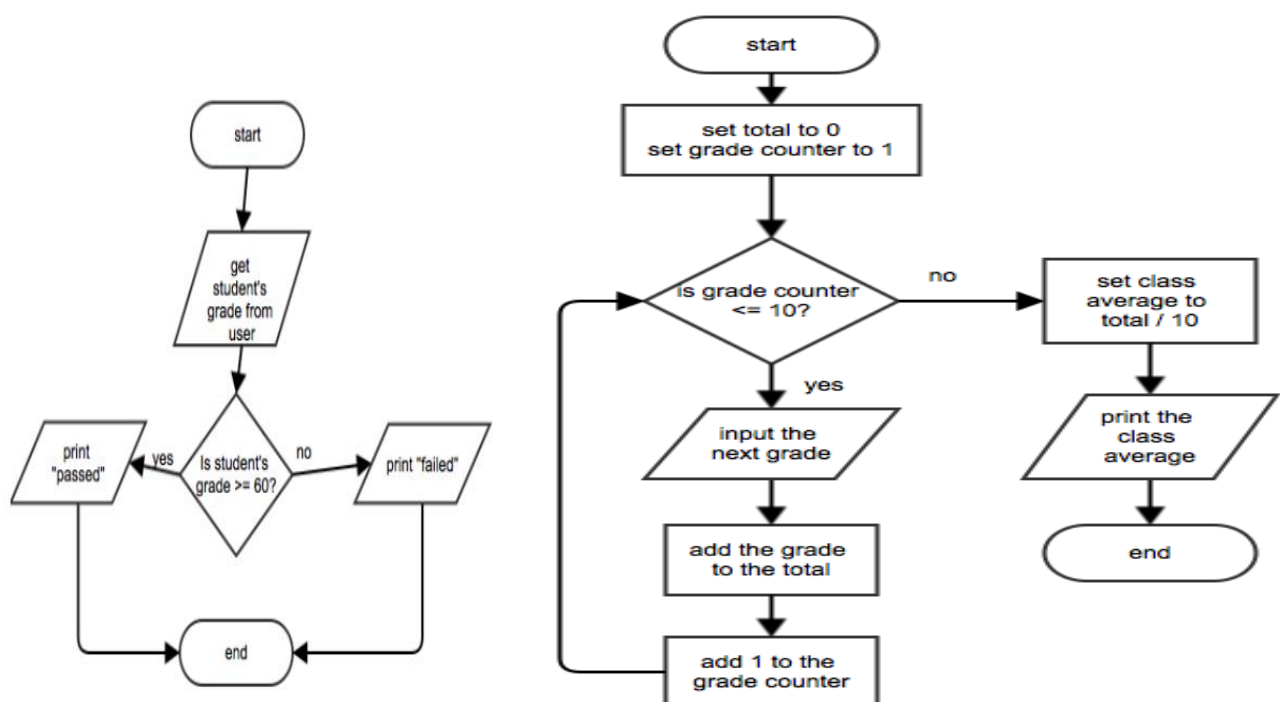 start
get
student's
grade from
user
Is student's
grade >= 60?
yes
print
"passed"
no
print "failed"
end
start
set total to 0
set grade counter to 1
is grade counter
<= 10?
yes
input the
next grade
add the grade
to the total
add 1 to the
grade counter
no
set class
average to
total / 10
print the
class
average
end